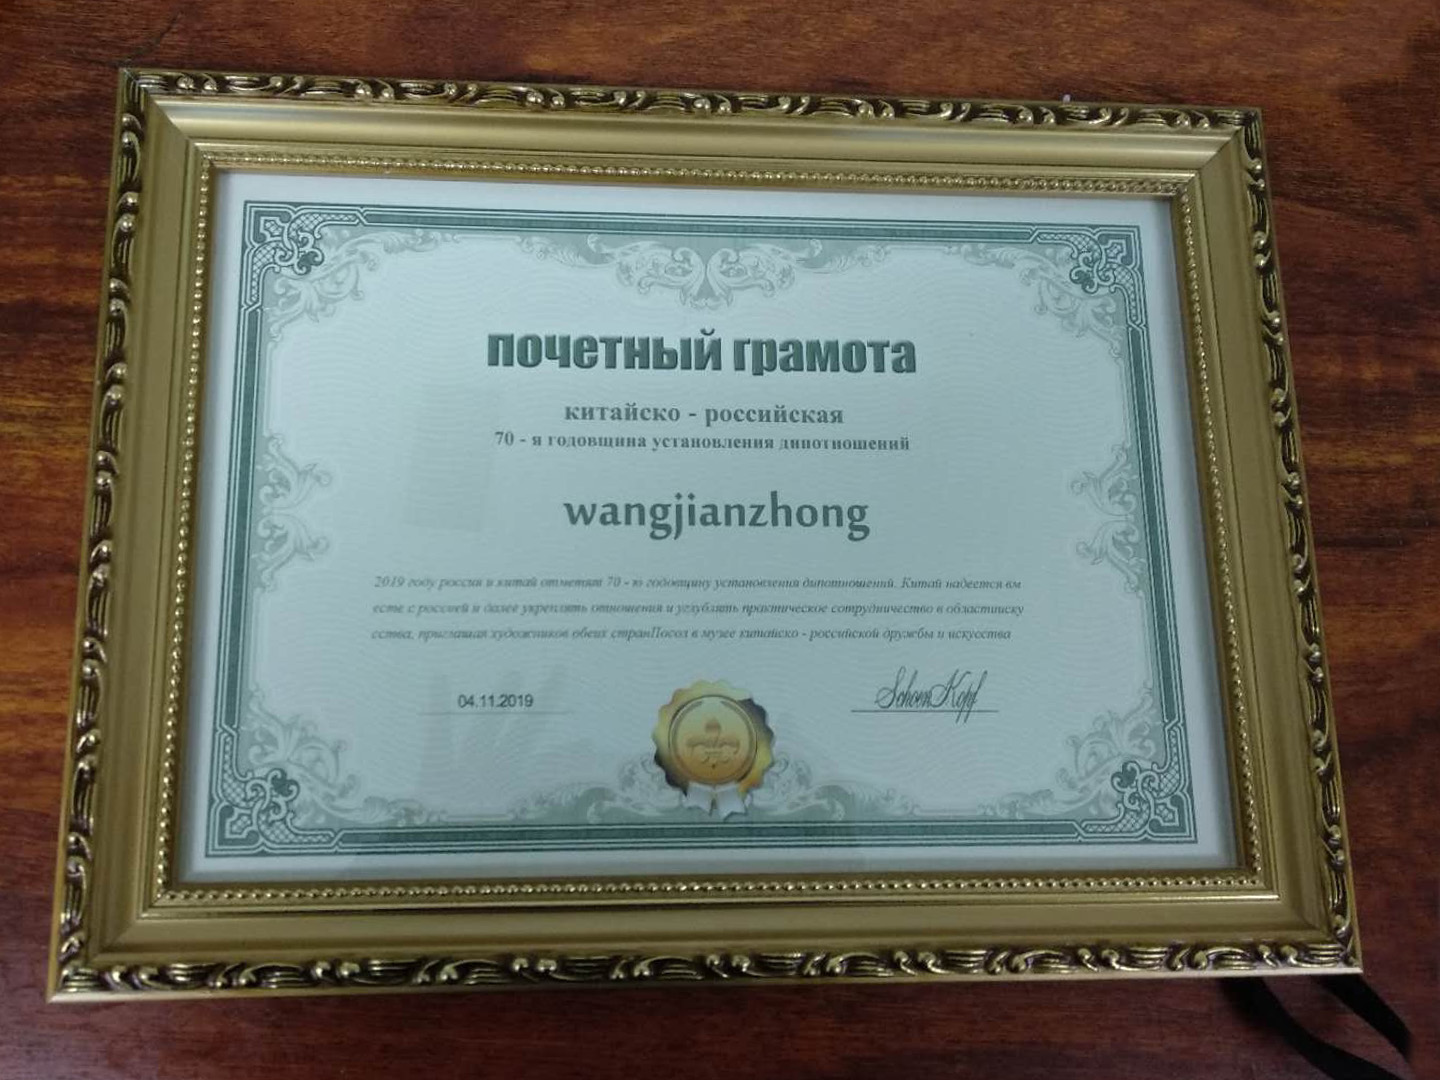 почетный грамота
китайско - российская
70 - я годовщина установления дипотношений
wangjianzhong
2019 году россия и китай отметят 70 - ю годовщину установления дипотношений. Китай надеется вм
есте с россией и далее укреплять отношения и углублять практическое сотрудничество в областииску
сства, приглашая художников обеих странПосол в музее китайско - российской дружбы и искусства
04.11.2019
SchoenKopf